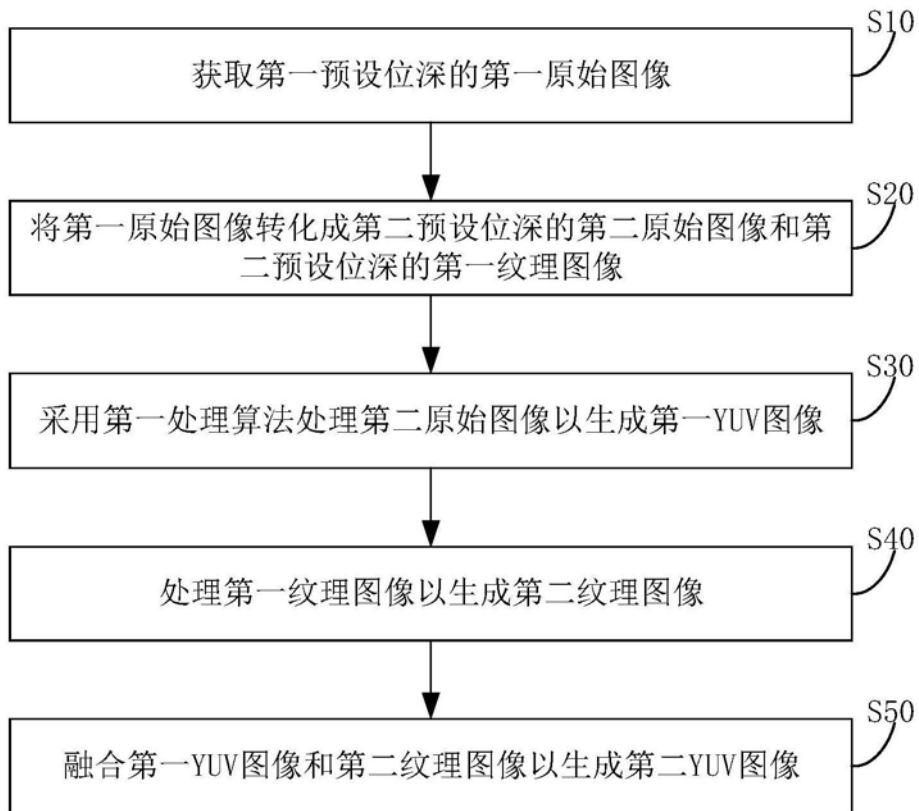 S10
获取第一预设位深的第一原始图像
S20
将第一原始图像转化成第二预设位深的第二原始图像和第
二预设位深的第一纹理图像
S30
采用第一处理算法处理第二原始图像以生成第一YUV图像
S40
处理第一纹理图像以生成第二纹理图像
S50
融合第一YUV图像和第二纹理图像以生成第二YUV图像